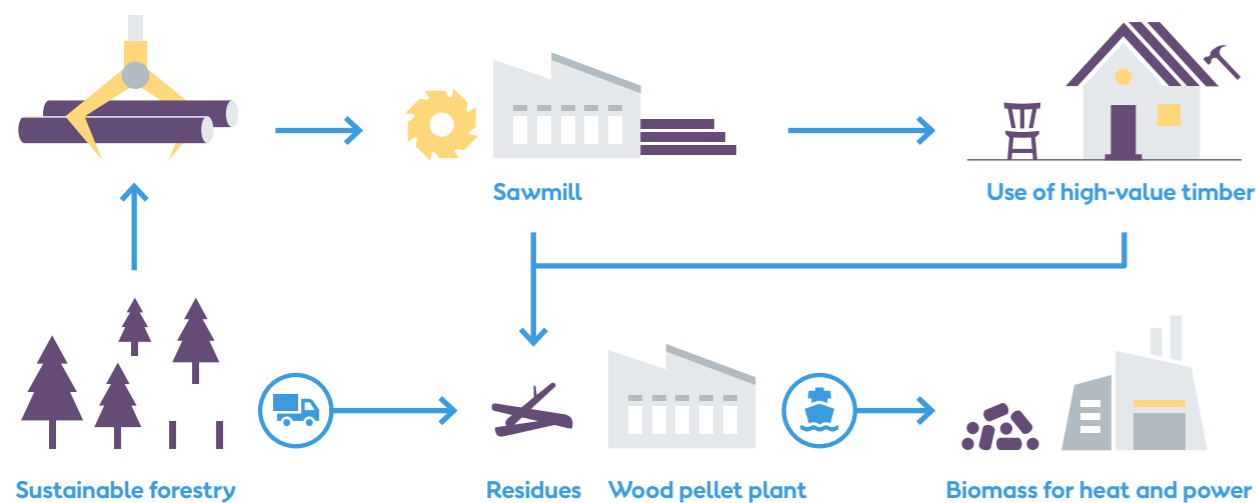 Sawmill
Use of high-value timber
Sustainable forestry
Residues
Wood pellet plant
Biomass for heat and power